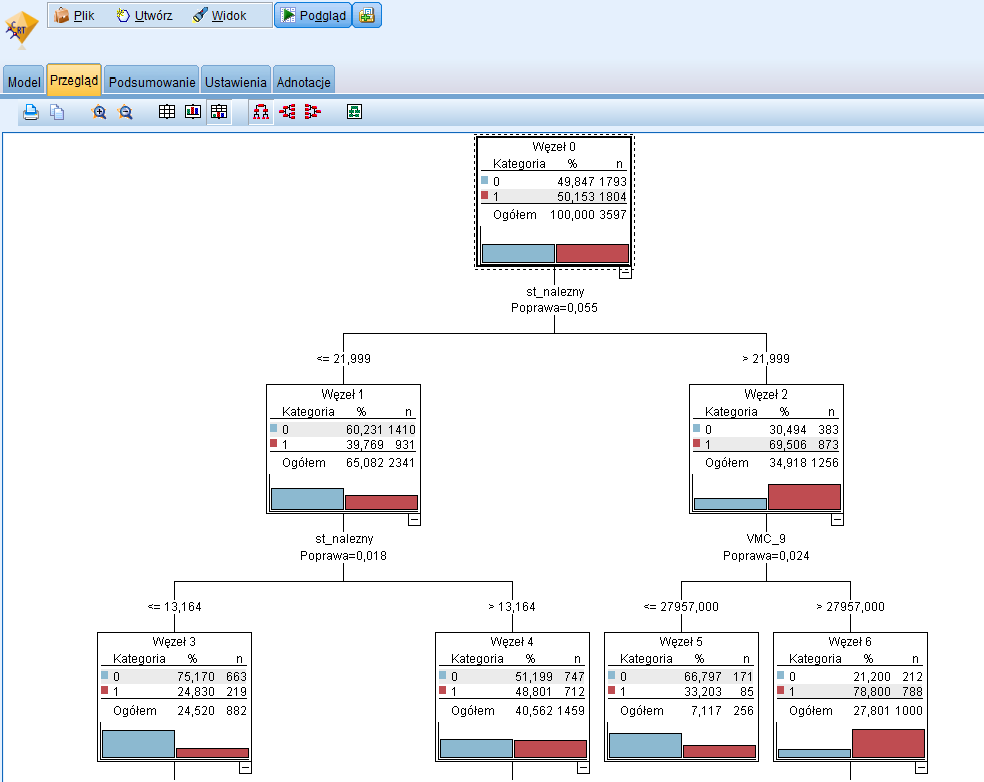 C&RT
Plik Utwórz Widok Podgląd
Model Przegląd Podsumowanie Ustawienia Adnotacje
Węzeł 0
Kategoria % n
0 49,847 1793
1 50,153 1804
Ogółem 100,000 3597
st_nalezny
Poprawa=0,055
<= 21,999
> 21,999
Węzeł 1
Kategoria % n
0 60,231 1410
1 39,769 931
Ogółem 65,082 2341
Węzeł 2
Kategoria % n
0 30,494 383
1 69,506 873
Ogółem 34,918 1256
st_nalezny
Poprawa=0,018
VMC_9
Poprawa=0,024
<= 13,164
> 13,164
<= 27957,000
> 27957,000
Węzeł 3
Kategoria % n
0 75,170 663
1 24,830 219
Ogółem 24,520 882
Węzeł 4
Kategoria % n
0 51,199 747
1 48,801 712
Ogółem 40,562 1459
Węzeł 5
Kategoria % n
0 66,797 171
1 33,203 85
Ogółem 7,117 256
Węzeł 6
Kategoria % n
0 21,200 212
1 78,800 788
Ogółem 27,801 1000